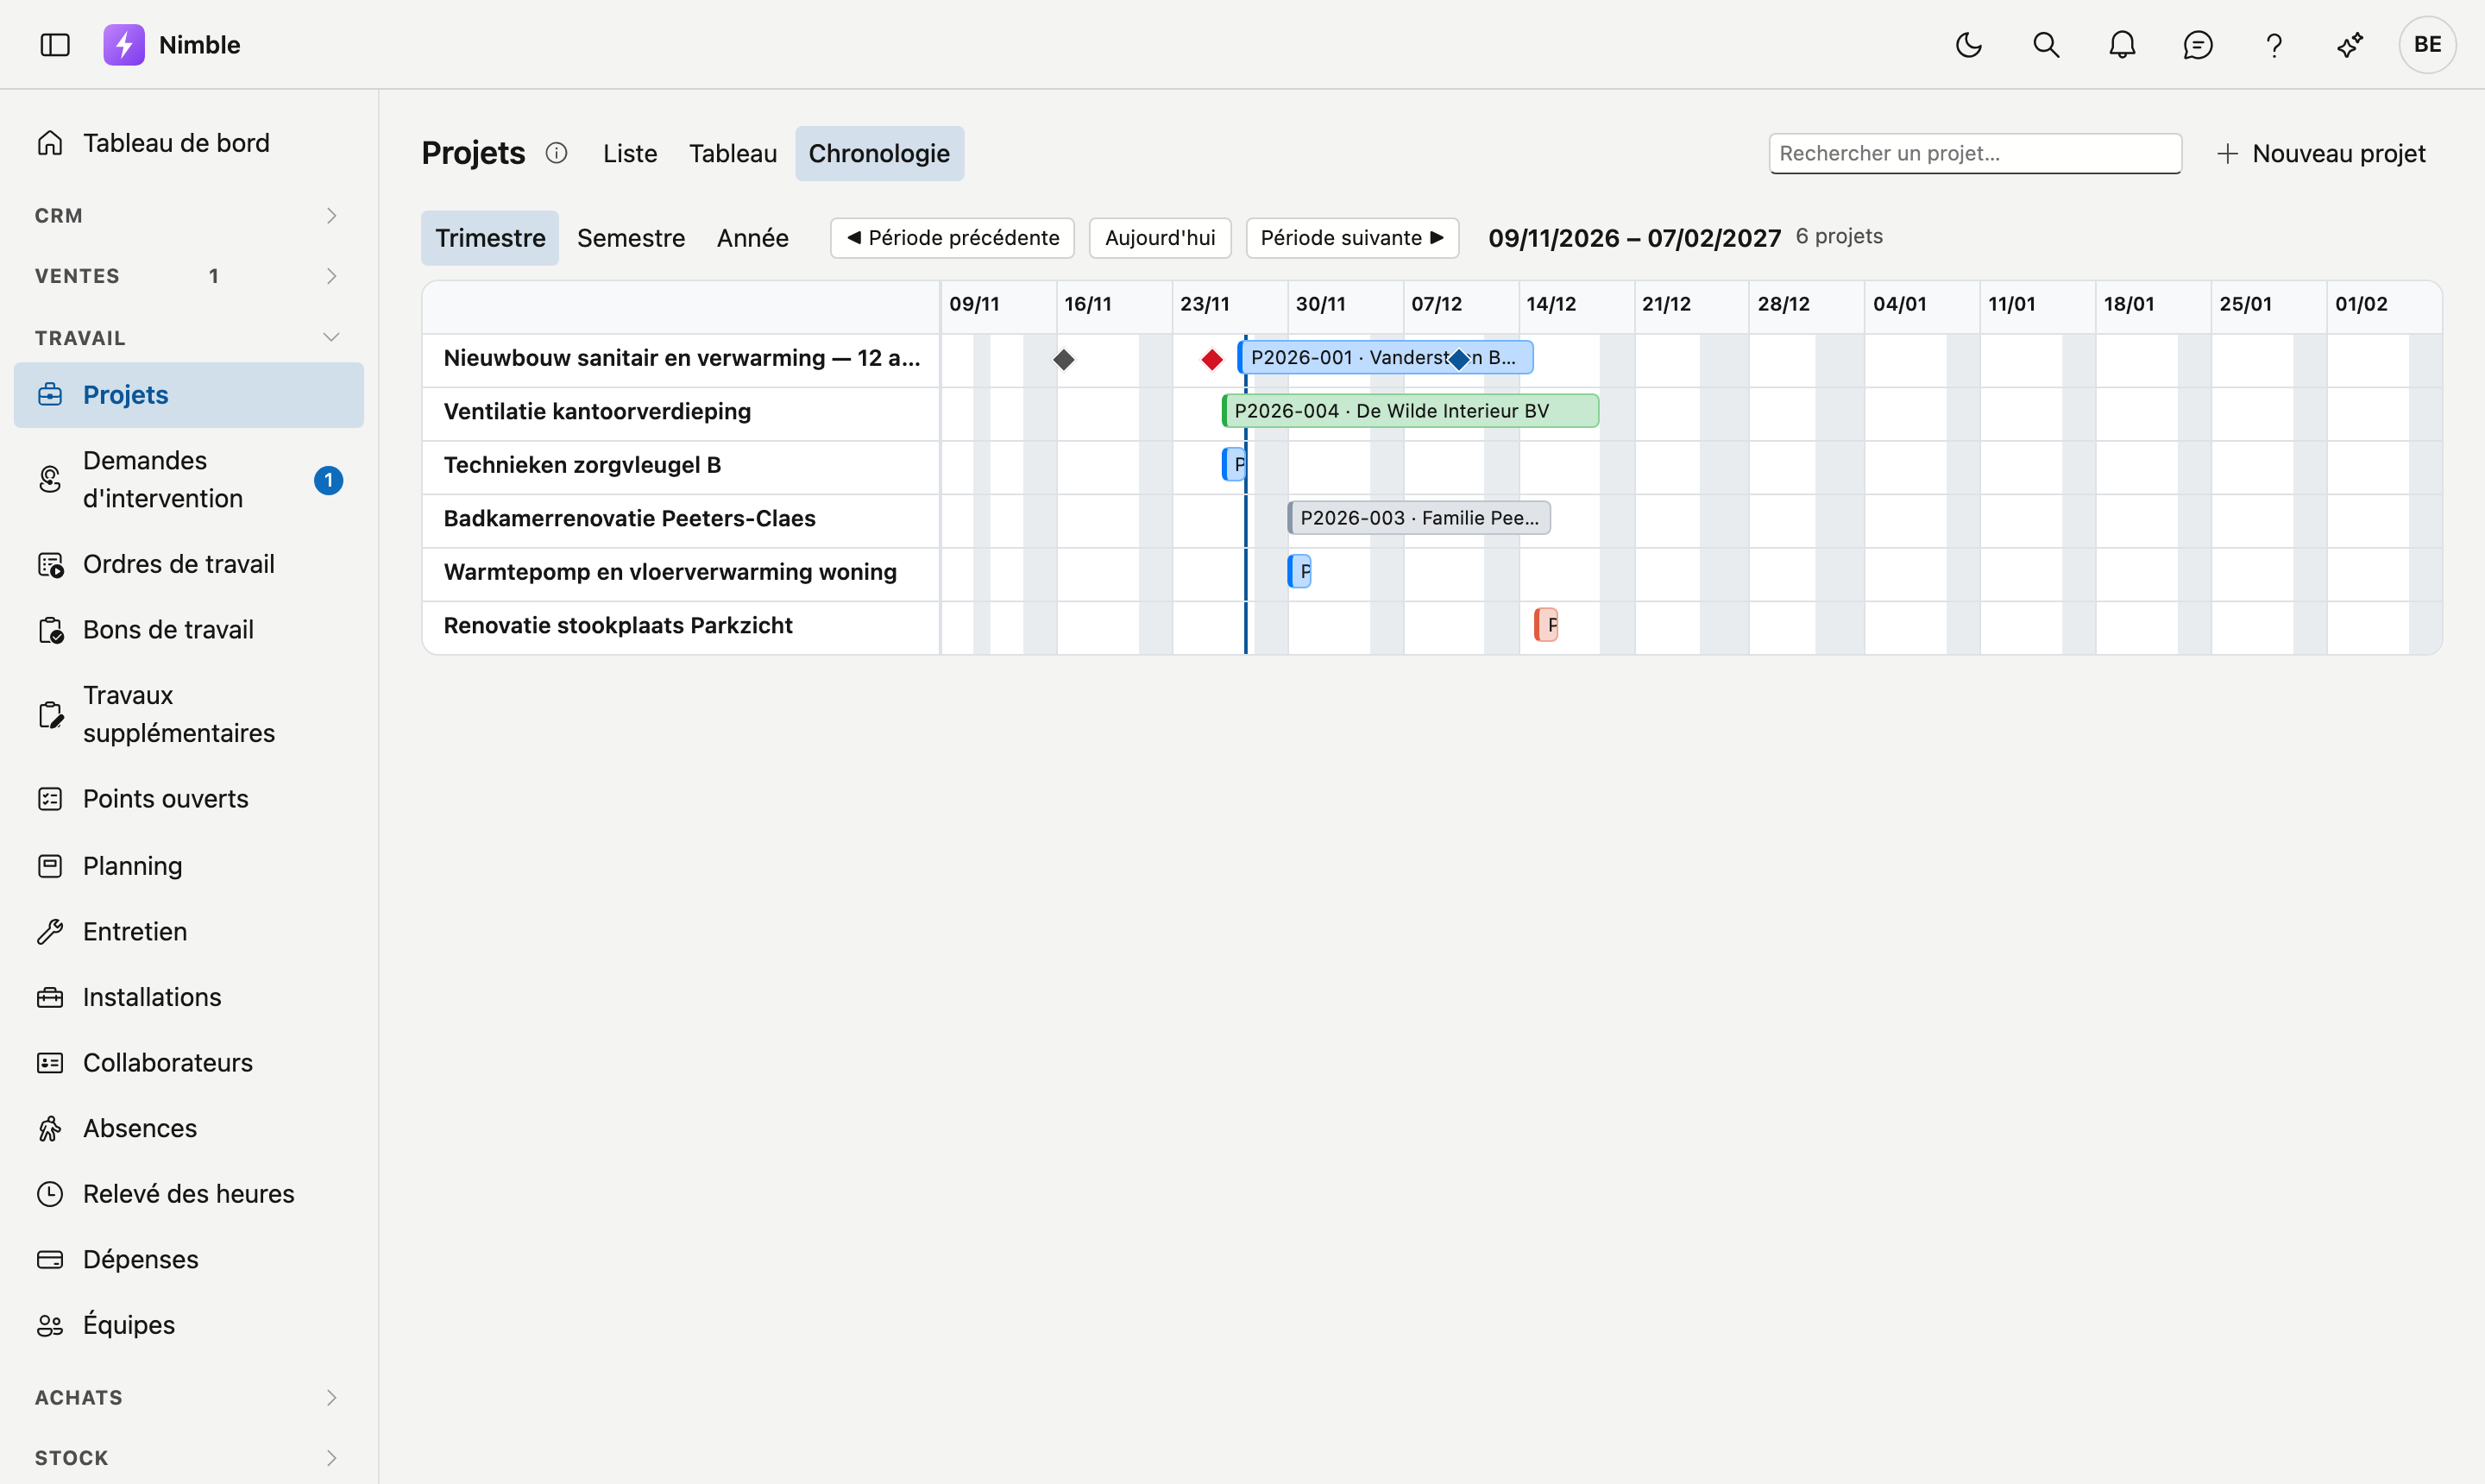 Nimble
BE
Tableau de bord
CRM
VENTES 1
TRAVAIL
Projets
Demandes
d'intervention
1
Ordres de travail
Bons de travail
Travaux
supplémentaires
Points ouverts
Planning
Entretien
Installations
Collaborateurs
Absences
Relevé des heures
Dépenses
Équipes
ACHATS
STOCK
Projets Liste Tableau Chronologie
Rechercher un projet...
Nouveau projet
Trimestre Semestre Année
Période précédente Aujourd'hui Période suivante
09/11/2026 – 07/02/2027 6 projets
09/11 16/11 23/11 30/11 07/12 14/12 21/12 28/12 04/01 11/01 18/01 25/01 01/02
Nieuwbouw sanitair en verwarming — 12 a...
P2026-001 ·
B...
Ventilatie kantoorverdieping
P2026-004 · De Wilde Interieur BV
Technieken zorgvleugel B
P
Badkamerrenovatie Peeters-Claes
P2026-003 · Familie Pee...
Warmtepomp en vloerverwarming woning
P
Renovatie stookplaats Parkzicht
P